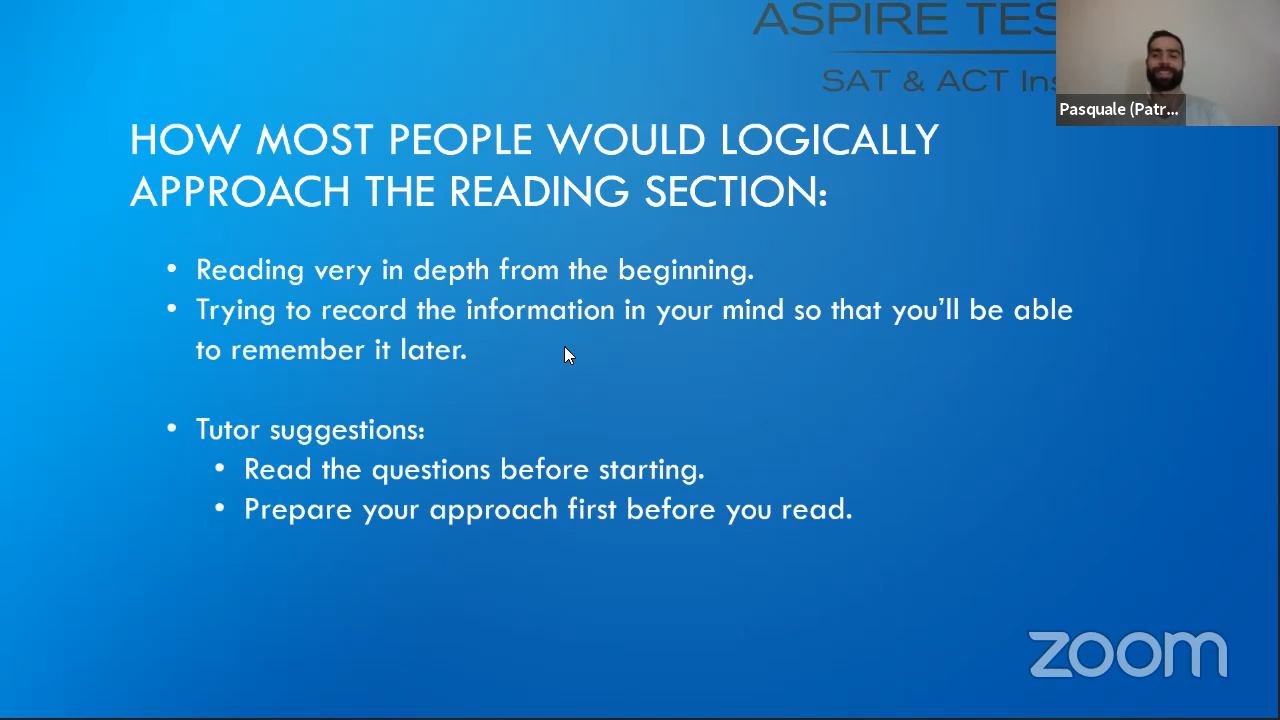 ASPIRE TES
SAT & ACT Ins
Pasquale (Patr...
HOW MOST PEOPLE WOULD LOGICALLY
APPROACH THE READING SECTION:
• Reading very in depth from the beginning.
• Trying to record the information in your mind so that you’ll be able
to remember it later.
• Tutor suggestions:
• Read the questions before starting.
• Prepare your approach first before you read.
zoom